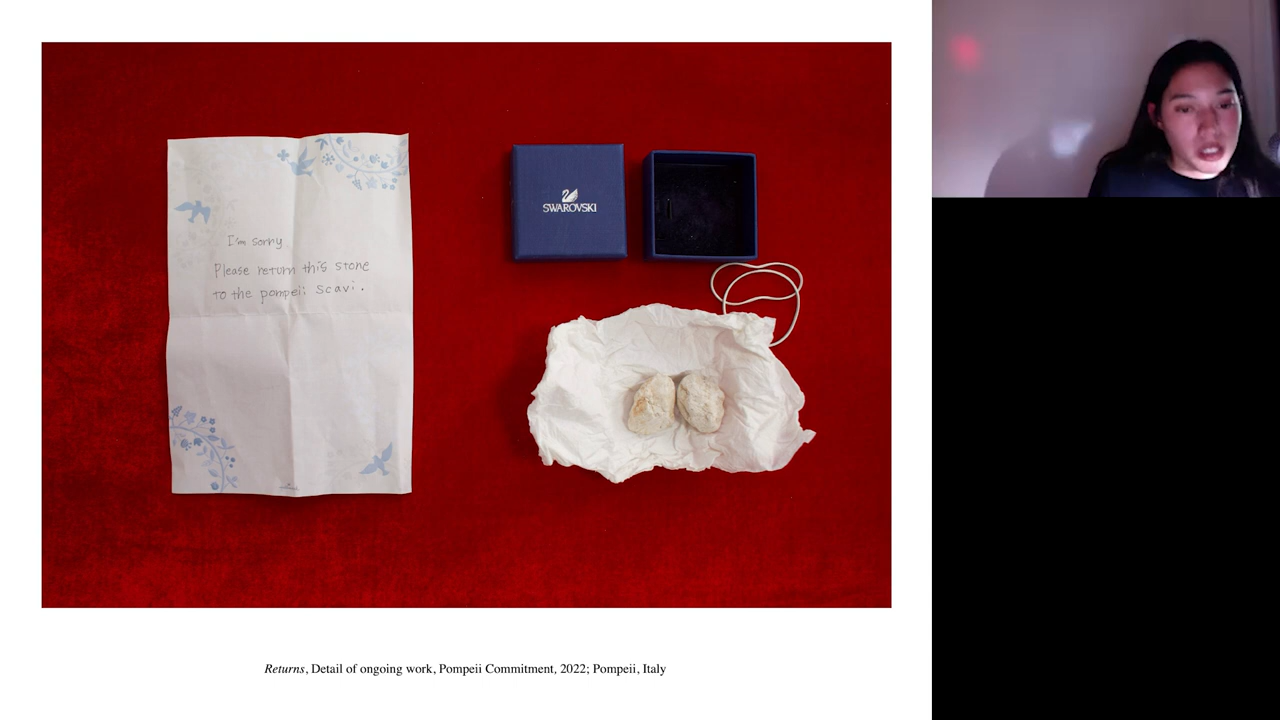 I'm sorry
Please return this stone
to the pompeii scavi.
SWAROVSKI
Returns, Detail of ongoing work, Pompeii Commitment, 2022; Pompeii, Italy